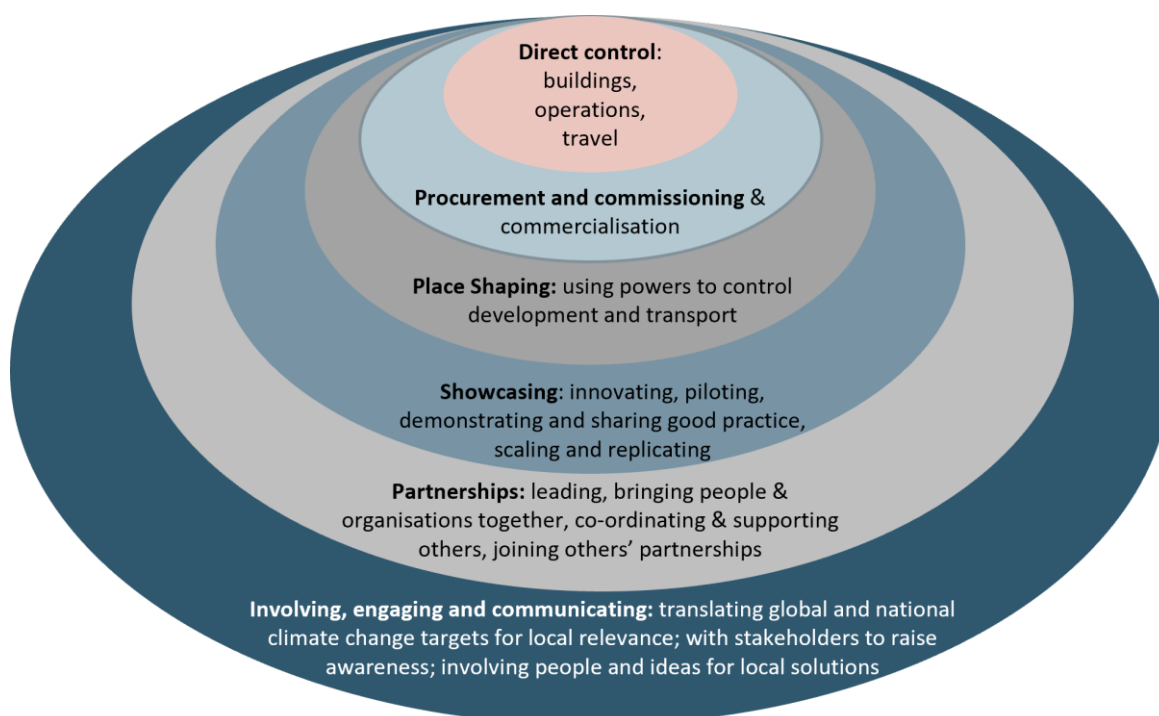 Direct control:
buildings,
operations,
travel
Procurement and commissioning &
commercialisation
Place Shaping: using powers to control
development and transport
Showcasing: innovating, piloting,
demonstrating and sharing good practice,
scaling and replicating
Partnerships: leading, bringing people &
organisations together, co-ordinating & supporting
others, joining others’ partnerships
Involving, engaging and communicating: translating global and national
climate change targets for local relevance; with stakeholders to raise
awareness; involving people and ideas for local solutions